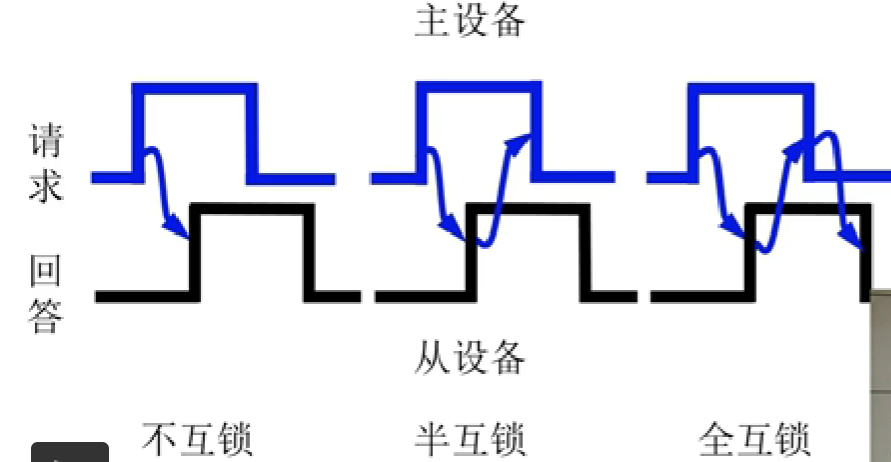 主设备
请求
回答
从设备
不互锁 半互锁 全互锁